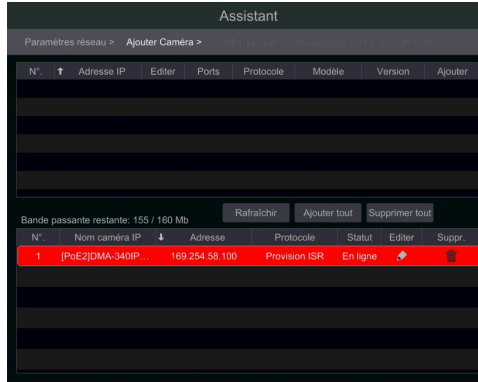 Assistant
Paramètres réseau > Ajouter Caméra >
N°. ↑ Adresse IP Editer Ports Protocole Modèle Version Ajouter
Bande passante restante: 155 / 160 Mb Rafraîchir Ajouter tout Supprimer tout
N°. Nom caméra IP ↓ Adresse Protocole Statut Editer Suppr.
1 [PoE2]DMA-340IP... 169.254.58.100 Provision ISR En ligne